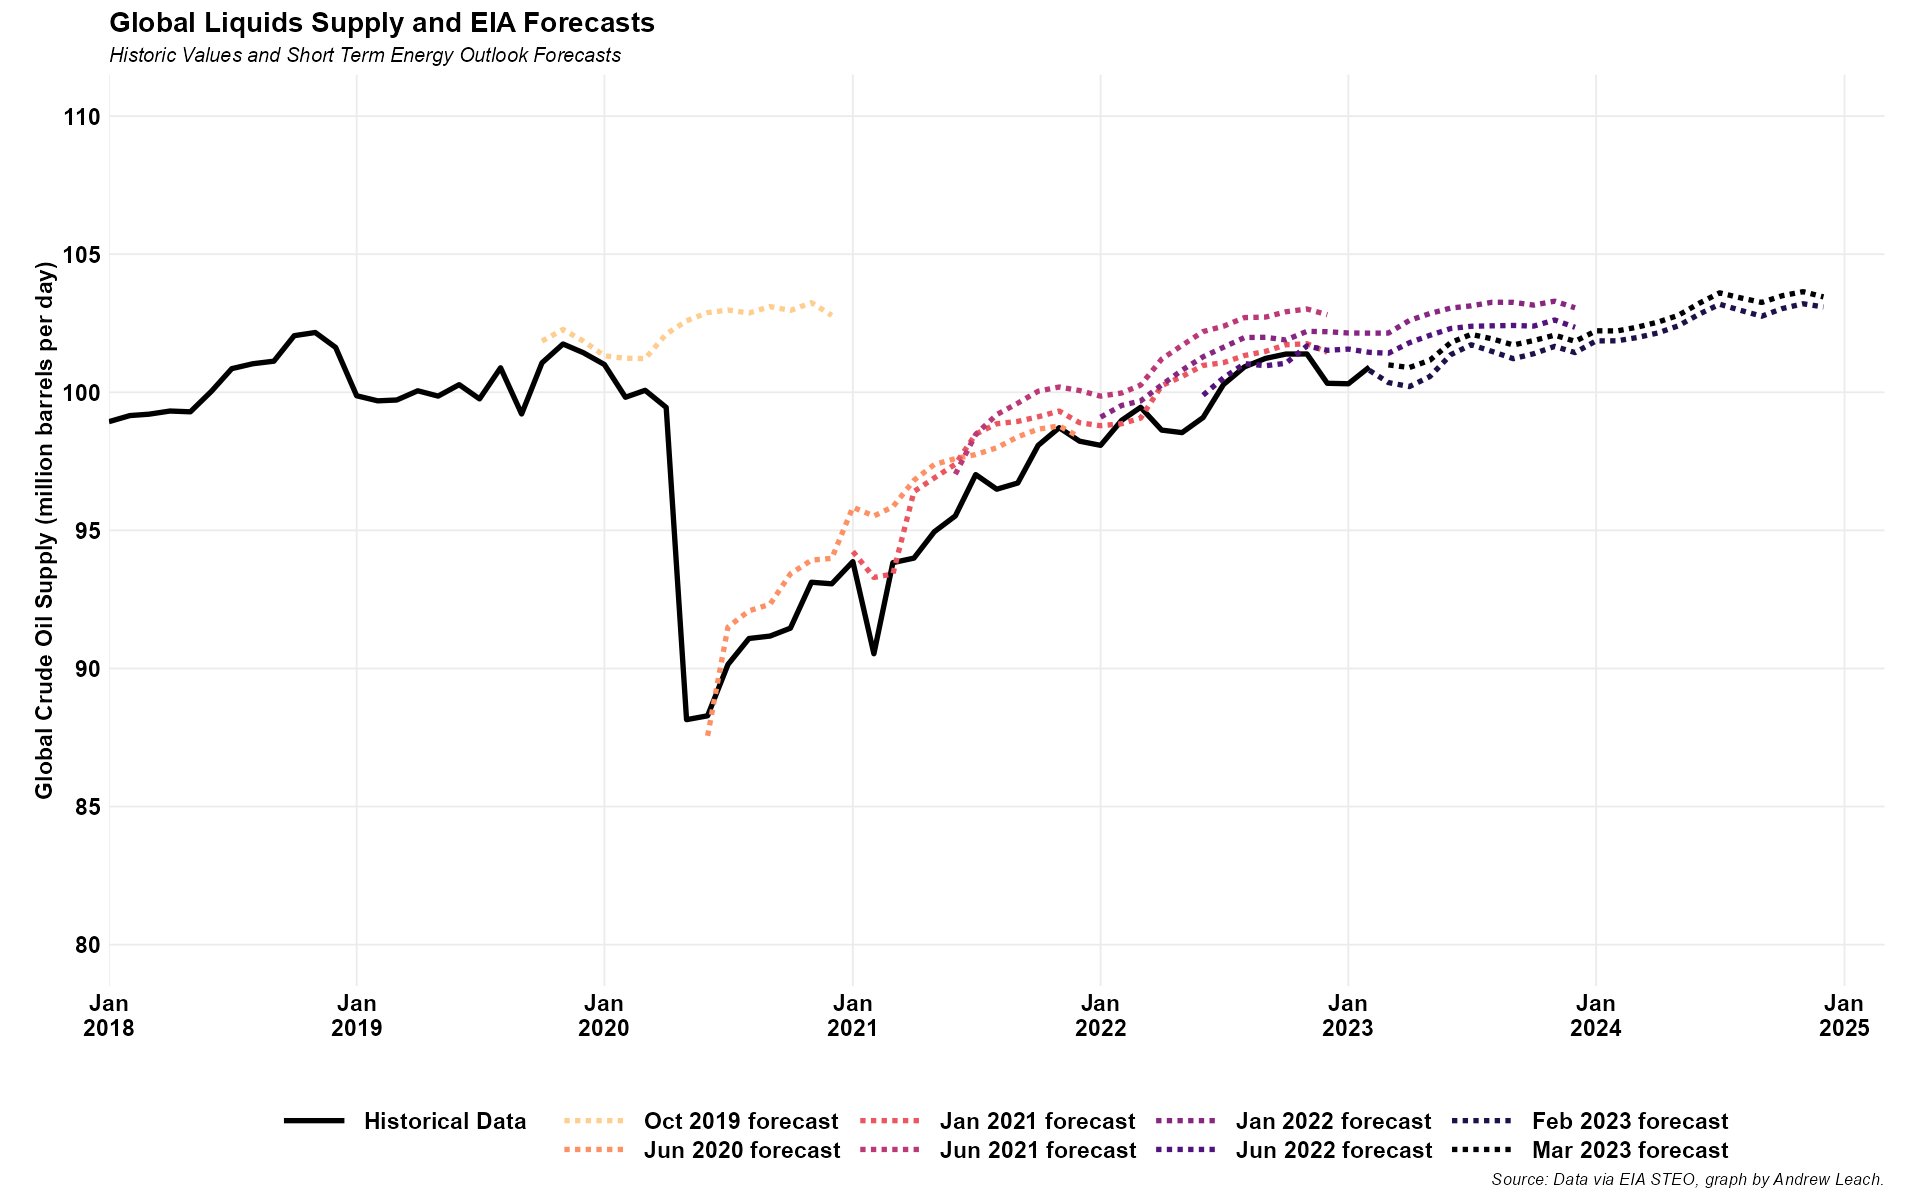 Global Liquids Supply and EIA Forecasts
Historic Values and Short Term Energy Outlook Forecasts
Global Crude Oil Supply (million barrels per day)
110
105
100
95
90
85
80
Jan 2018
Jan 2019
Jan 2020
Jan 2021
Jan 2022
Jan 2023
Jan 2024
Jan 2025
Historical Data
Oct 2019 forecast
Jun 2020 forecast
Jan 2021 forecast
Jun 2021 forecast
Jan 2022 forecast
Jun 2022 forecast
Feb 2023 forecast
Mar 2023 forecast
Source: Data via EIA STEO, graph by Andrew Leach.